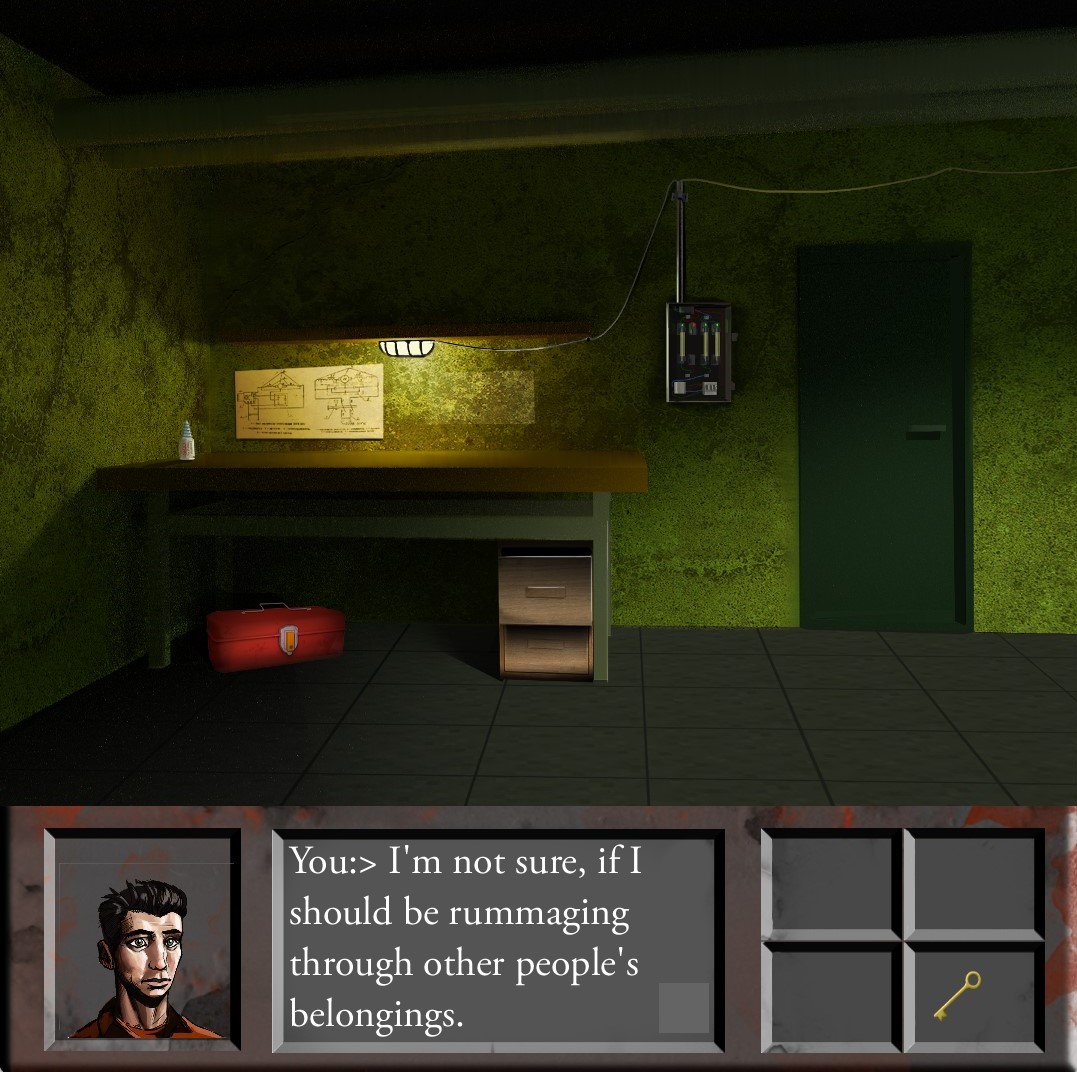 You:> I'm not sure, if I
should be rummaging
through other people's
belongings.